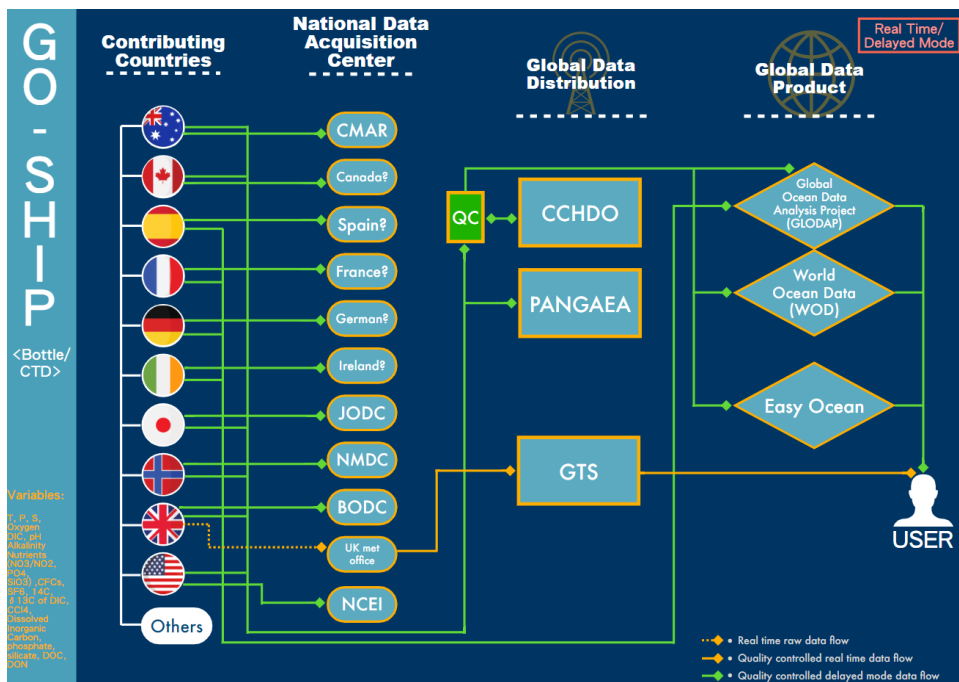 GO-SHIP
<Bottle/
CTD>
Variables:
T, P, S,
Oxygen
DIC, pH
Alkalinity
Nutrients
(NO3/NO2,
PO4,
SiO3) ,CFCs,
SF6, 14C,
δ13C of DIC,
CCl4,
Dissolved
Inorganic
Carbon,
phosphate,
silicate, DOC,
DON
Contributing
Countries
Others
National Data
Acquisition
Center
CMAR
Canada?
Spain?
France?
German?
Ireland?
JODC
NMDC
BODC
UK met
office
NCEI
Global Data
Distribution
QC
CCHDO
PANGAEA
GTS
Real Time/
Delayed Mode
Global Data
Product
Global
Ocean Data
Analysis Project
(GLODAP)
World
Ocean Data
(WOD)
Easy Ocean
USER
• Real time raw data flow
• Quality controlled real time data flow
• Quality controlled delayed mode data flow